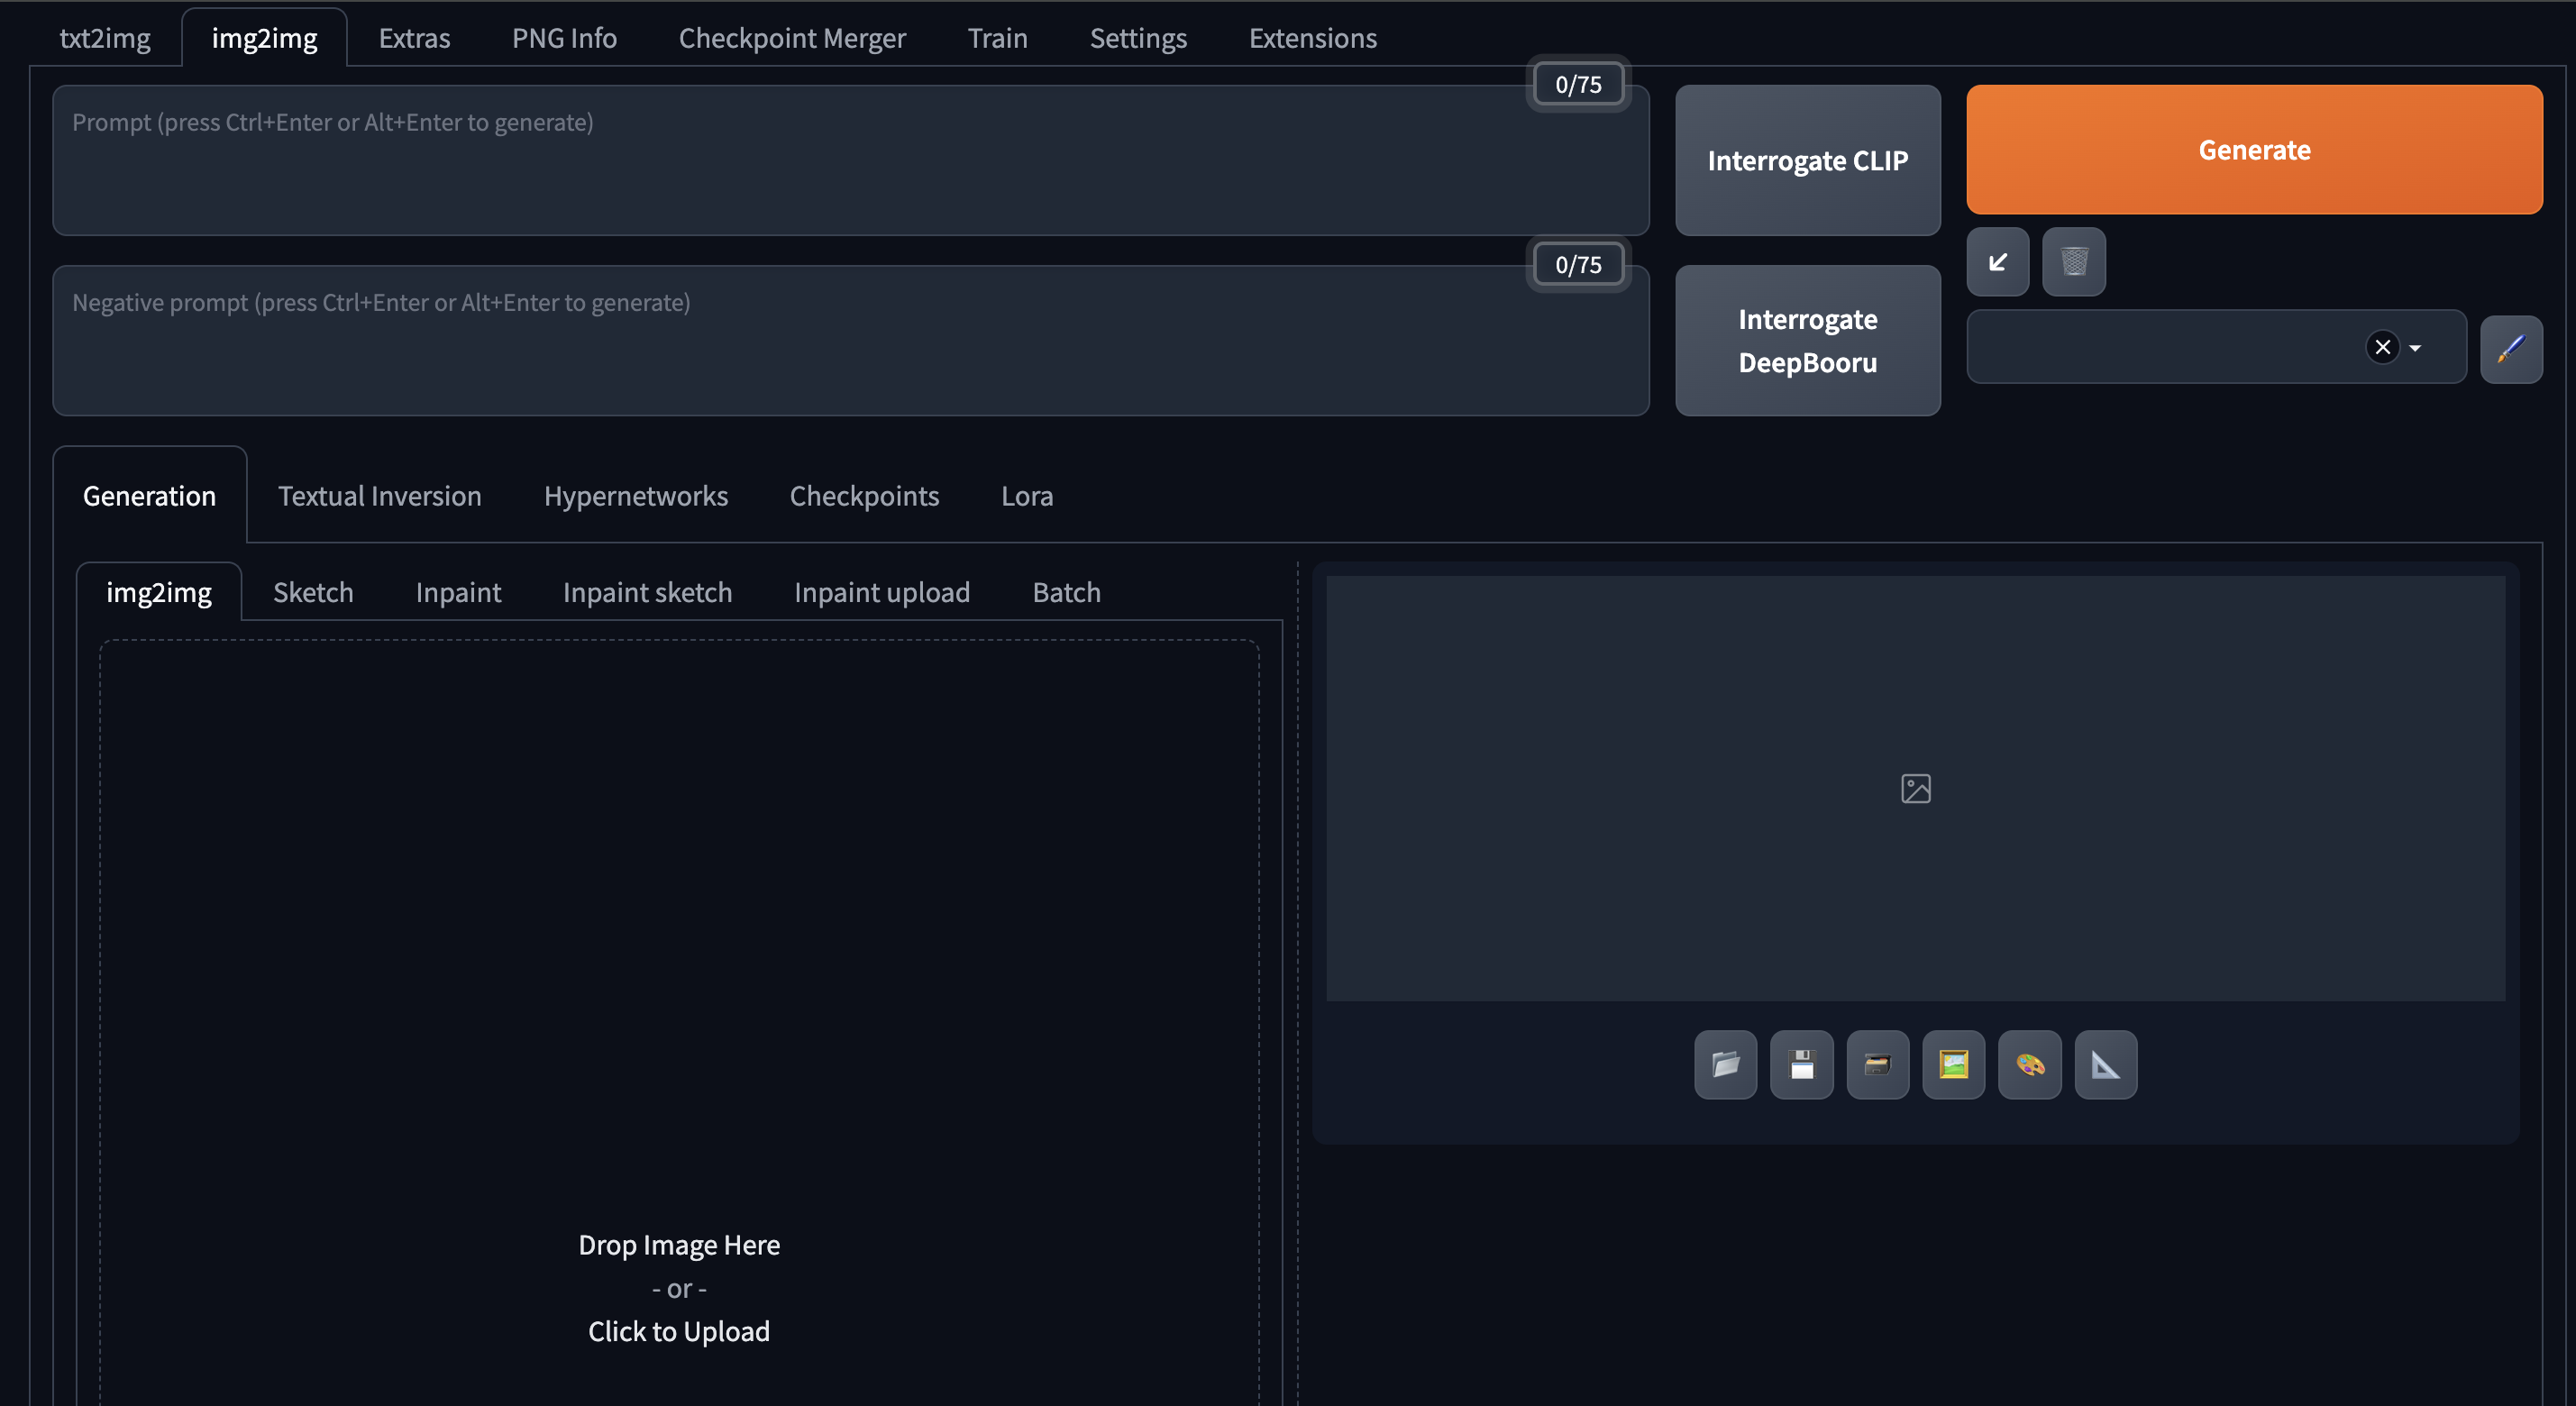 txt2img img2img Extras PNG Info Checkpoint Merger Train Settings Extensions
0/75
Prompt (press Ctrl+Enter or Alt+Enter to generate)
Interrogate CLIP
Generate
0/75
Negative prompt (press Ctrl+Enter or Alt+Enter to generate)
Interrogate
DeepBooru
Generation Textual Inversion Hypernetworks Checkpoints Lora
img2img Sketch Inpaint Inpaint sketch Inpaint upload Batch
Drop Image Here
- or -
Click to Upload